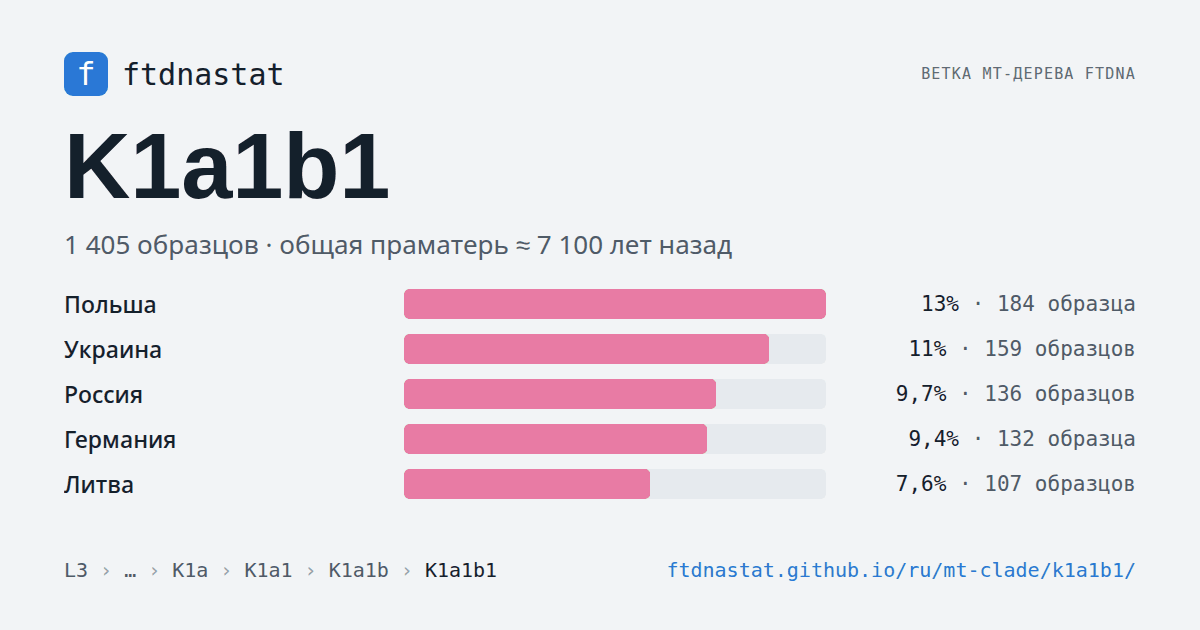 f ftdnastat
ВЕТКА МТ-ДЕРЕВА FTDNA
K1a1b1
1 405 образцов · общая праматерь ≈ 7 100 лет назад
Польша 13% · 184 образца
Украина 11% · 159 образцов
Россия 9,7% · 136 образцов
Германия 9,4% · 132 образца
Литва 7,6% · 107 образцов
L3 › … › K1a › K1a1 › K1a1b › K1a1b1
ftdnastat.github.io/ru/mt-clade/k1a1b1/